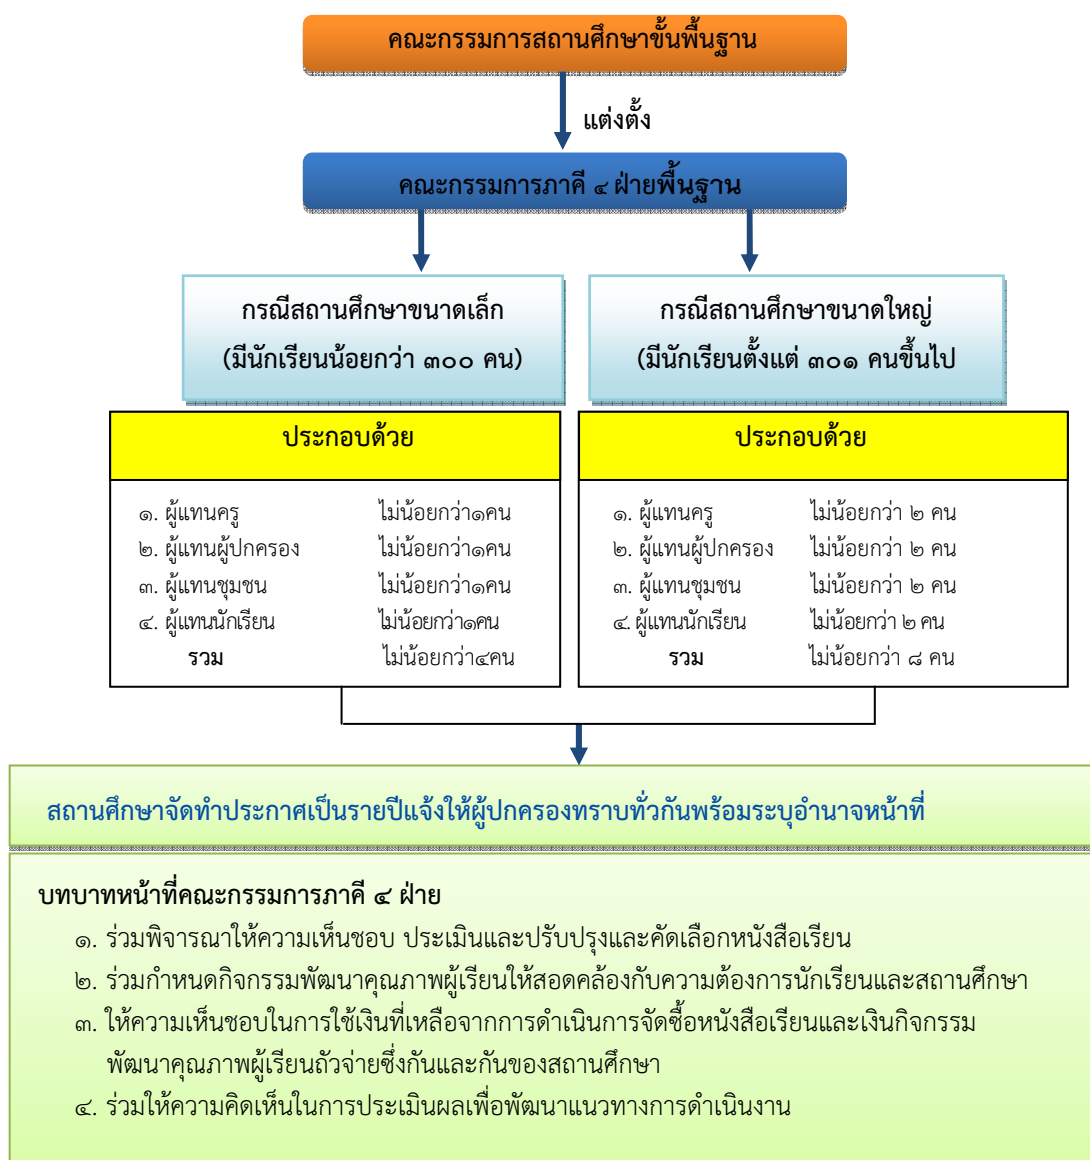 คณะกรรมการสถานศึกษาขั้นพื้นฐาน
แต่งตั้ง
คณะกรรมการภาคี ๔ ฝ่ายพื้นฐาน
กรณีสถานศึกษาขนาดเล็ก
(มีนักเรียนน้อยกว่า ๓๐๐ คน)
กรณีสถานศึกษาขนาดใหญ่
(มีนักเรียนตั้งแต่ ๓๐๑ คนขึ้นไป
ประกอบด้วย
๑. ผู้แทนครู ไม่น้อยกว่า๑คน
๒. ผู้แทนผู้ปกครอง ไม่น้อยกว่า๑คน
๓. ผู้แทนชุมชน ไม่น้อยกว่า๑คน
๔. ผู้แทนนักเรียน ไม่น้อยกว่า๑คน
รวม ไม่น้อยกว่า๔คน
ประกอบด้วย
๑. ผู้แทนครู ไม่น้อยกว่า ๒ คน
๒. ผู้แทนผู้ปกครอง ไม่น้อยกว่า ๒ คน
๓. ผู้แทนชุมชน ไม่น้อยกว่า ๒ คน
๔. ผู้แทนนักเรียน ไม่น้อยกว่า ๒ คน
รวม ไม่น้อยกว่า ๘ คน
สถานศึกษาจัดทำประกาศเป็นรายปีแจ้งให้ผู้ปกครองทราบทั่วกันพร้อมระบุอำนาจหน้าที่
บทบาทหน้าที่คณะกรรมการภาคี ๔ ฝ่าย
๑. ร่วมพิจารณาให้ความเห็นชอบ ประเมินและปรับปรุงและคัดเลือกหนังสือเรียน
๒. ร่วมกำหนดกิจกรรมพัฒนาคุณภาพผู้เรียนให้สอดคล้องกับความต้องการนักเรียนและสถานศึกษา
๓. ให้ความเห็นชอบในการใช้เงินที่เหลือจากการดำเนินการจัดซื้อหนังสือเรียนและเงินกิจกรรม
พัฒนาคุณภาพผู้เรียนถัวจ่ายซึ่งกันและกันของสถานศึกษา
๔. ร่วมให้ความคิดเห็นในการประเมินผลเพื่อพัฒนาแนวทางการดำเนินงาน